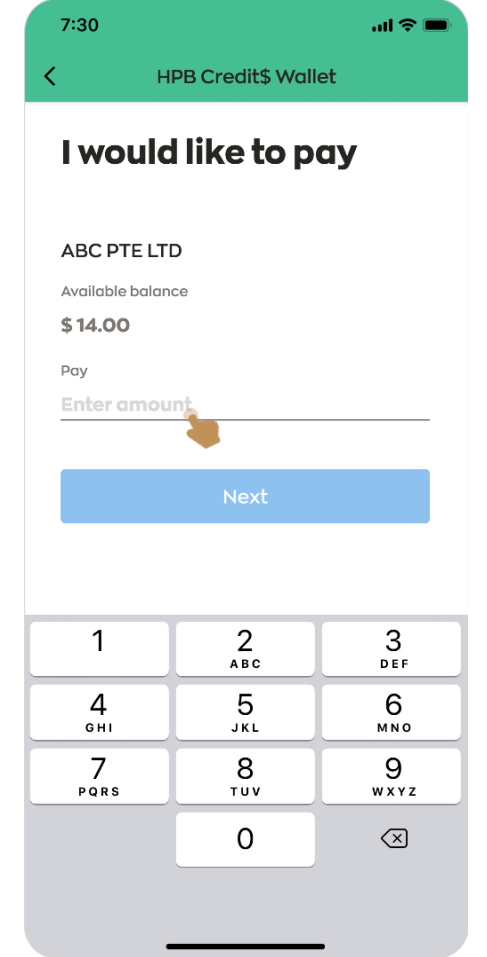 7:30
HPB Credit$ Wallet
I would like to pay
ABC PTE LTD
Available balance
$ 14.00
Pay
Enter amount
Next
1 2 3
ABC DEF
4 5 6
GHI JKL MNO
7 8 9
PQRS TUV WXYZ
0